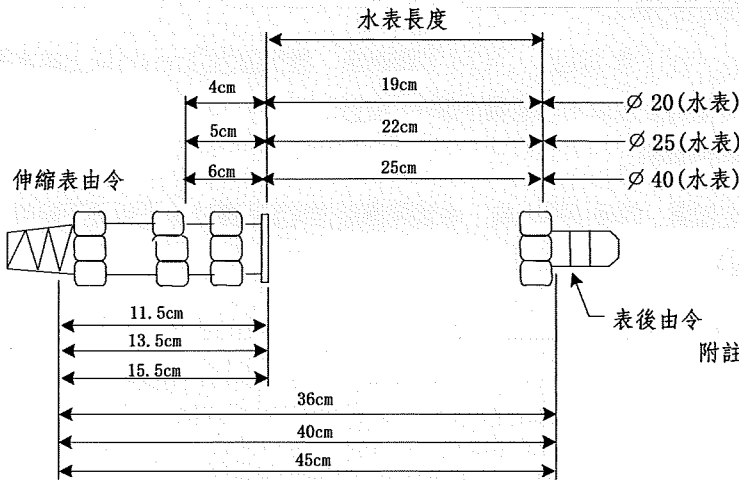 水表長度
4cm 19cm ∅ 20(水表)
5cm 22cm ∅ 25(水表)
6cm 25cm ∅ 40(水表)
伸縮表由令
11.5cm
13.5cm
15.5cm
表後由令
附註
36cm
40cm
45cm